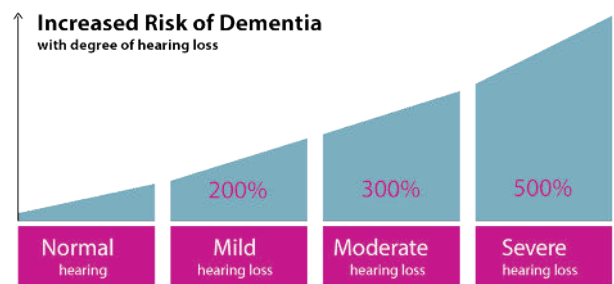 Increased Risk of Dementia
with degree of hearing loss
200%
300%
500%
Normal
hearing
Mild
hearing loss
Moderate
hearing loss
Severe
hearing loss